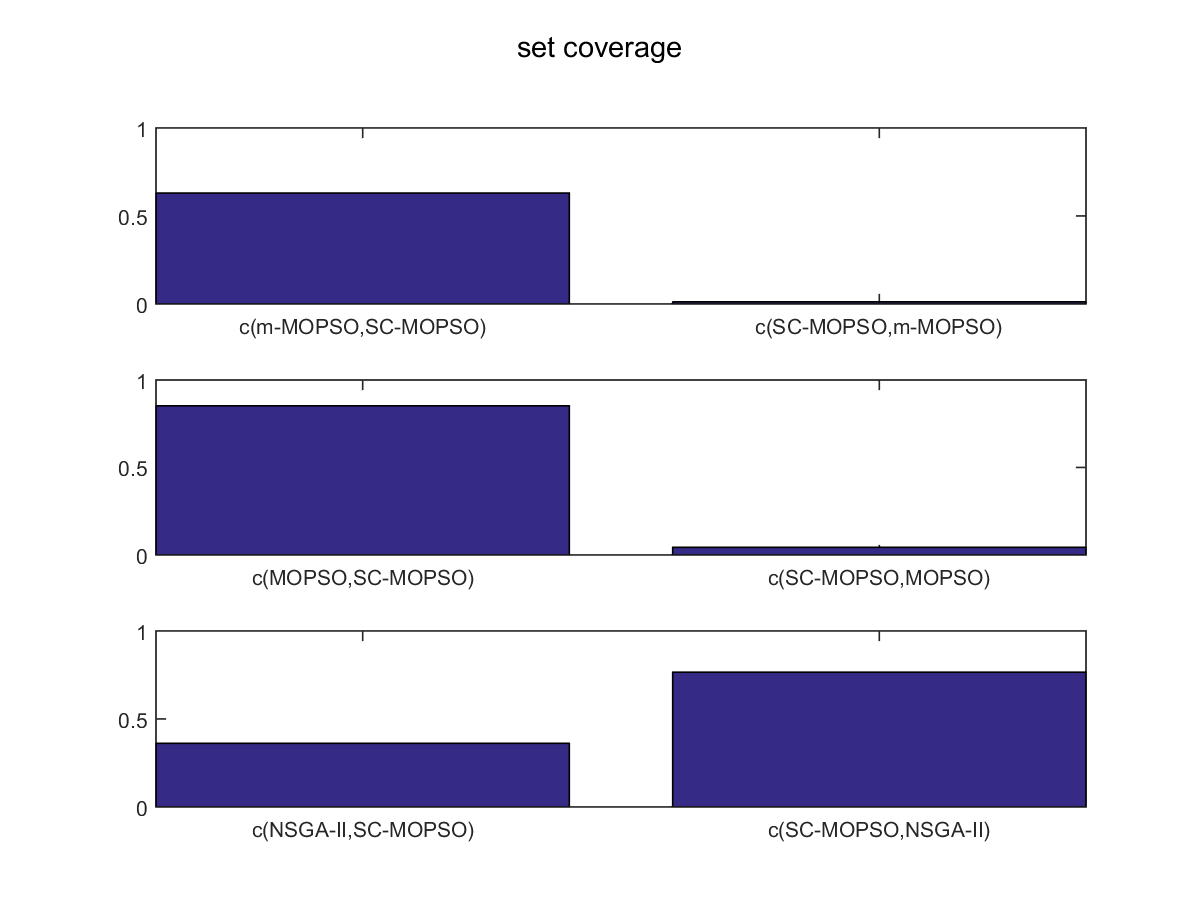 set coverage
1
0.5
0
c(m-MOPSO,SC-MOPSO) c(SC-MOPSO,m-MOPSO)
1
0.5
0
c(MOPSO,SC-MOPSO) c(SC-MOPSO,MOPSO)
1
0.5
0
c(NSGA-II,SC-MOPSO) c(SC-MOPSO,NSGA-II)